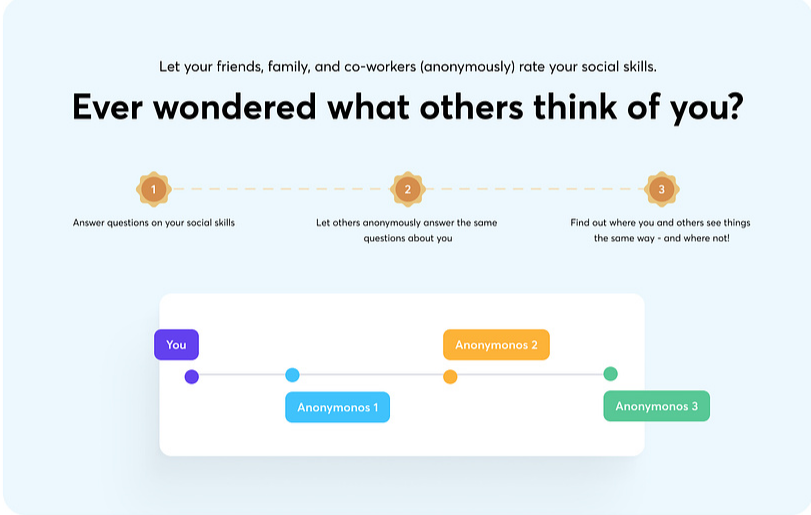 Let your friends, family, and co-workers (anonymously) rate your social skills.
Ever wondered what others think of you?
1
2
3
Answer questions on your social skills
Let others anonymously answer the same
questions about you
Find out where you and others see things
the same way - and where not!
You
Anonymonos 2
Anonymonos 1
Anonymonos 3